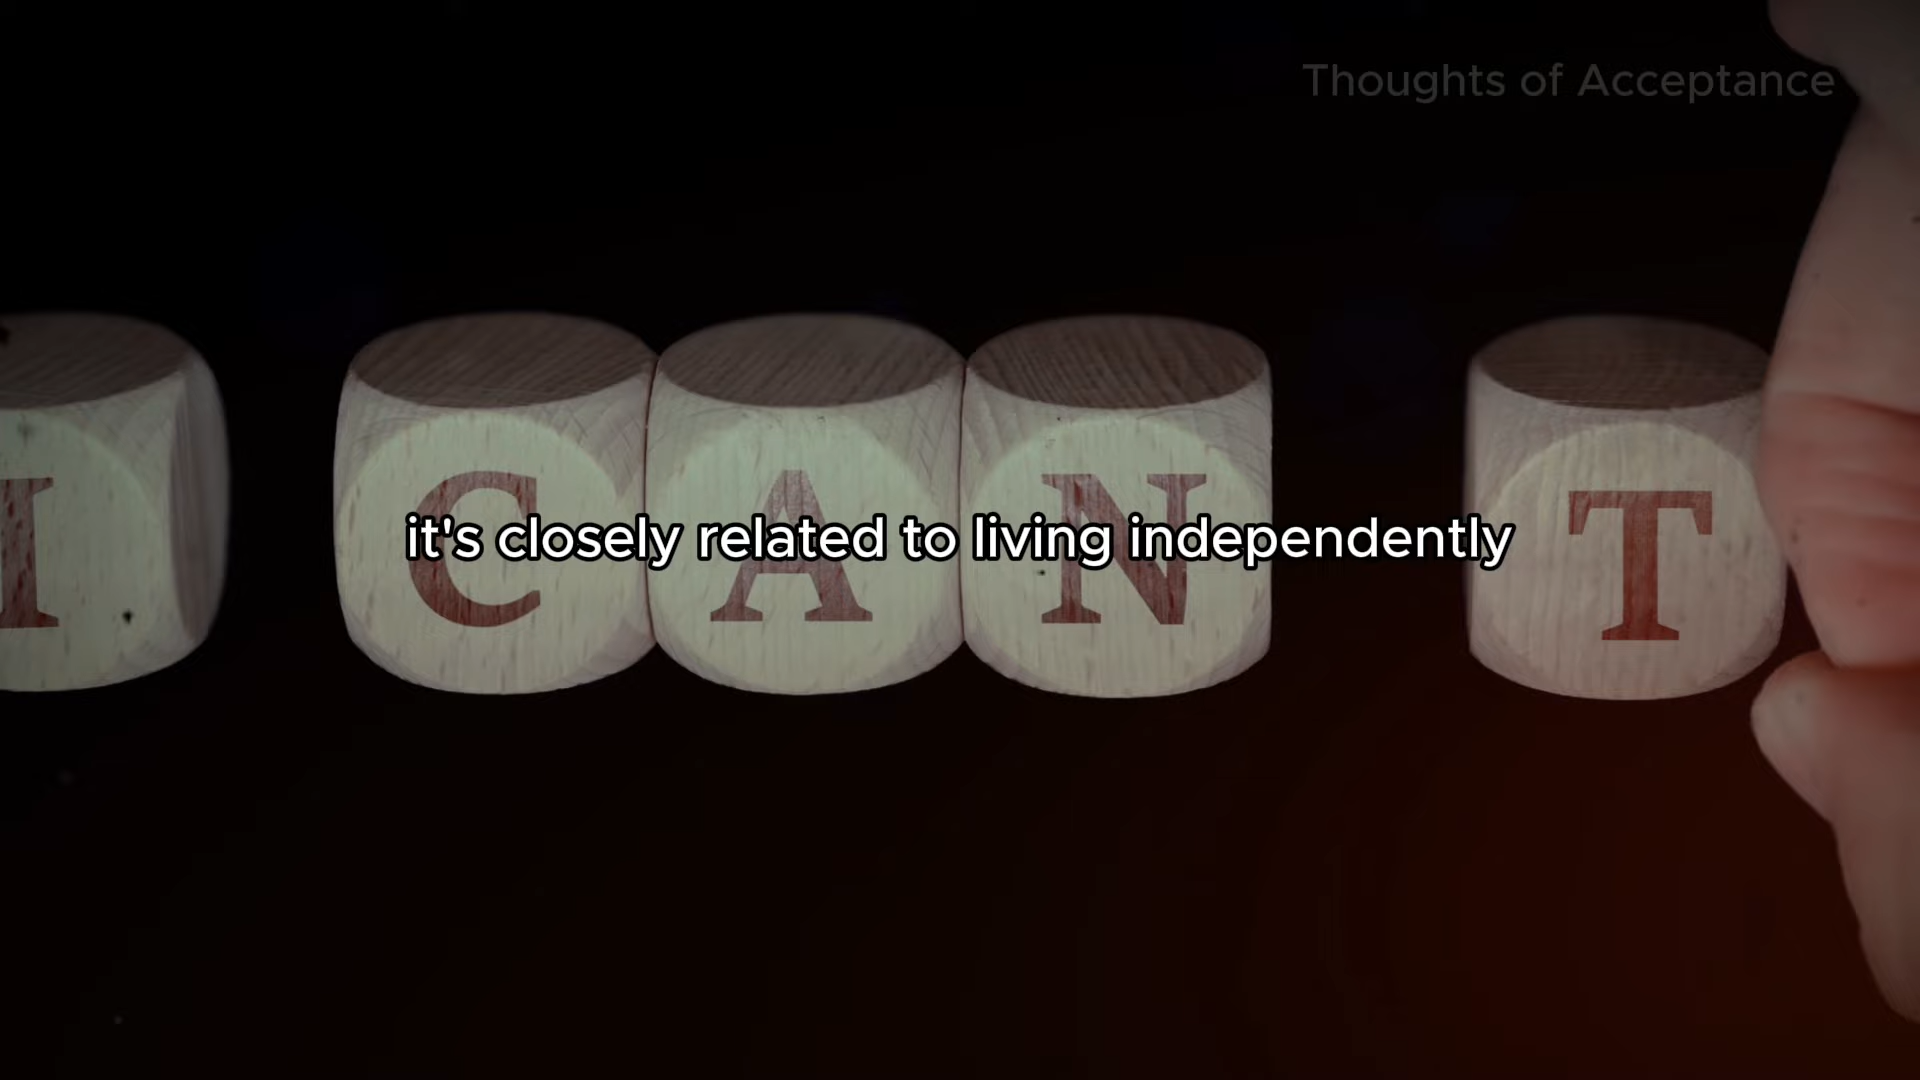 Thoughts of Acceptance
I CAN T
it's closely related to living independently